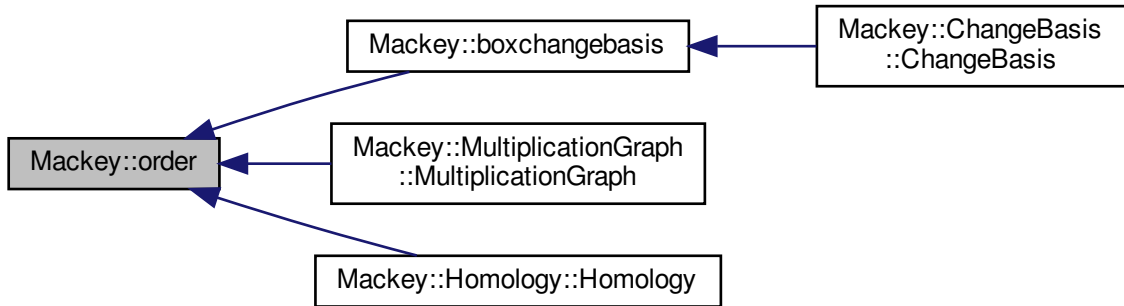 Mackey::order
Mackey::boxchangebasis
Mackey::ChangeBasis
::ChangeBasis
Mackey::MultiplicationGraph
::MultiplicationGraph
Mackey::Homology::Homology